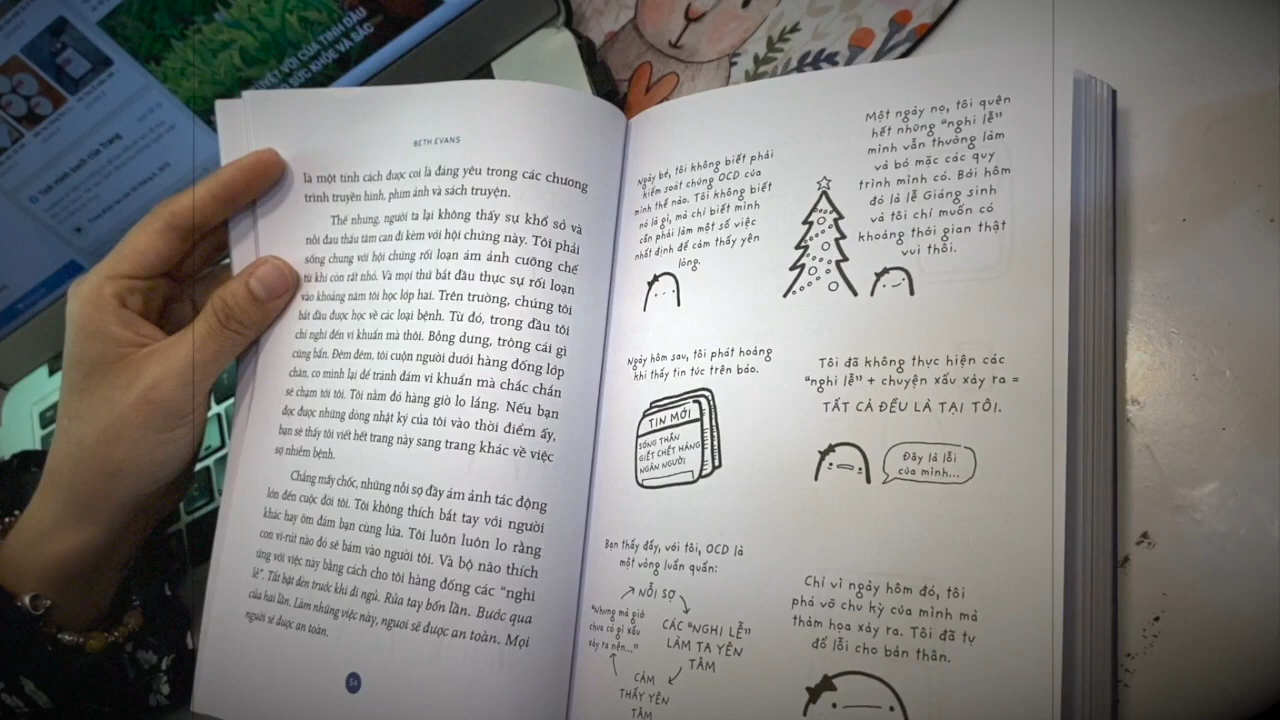 BETH EVANS
là một tính cách được coi là đáng yêu trong các chương
trình truyền hình, phim ảnh và sách truyện.
Thế nhưng, người ta lại không thấy sự khổ sở và
nỗi đau thấu tâm can đi kèm với hội chứng này. Tôi phải
sống chung với hội chứng rối loạn ám ảnh cưỡng chế
từ khi còn rất nhỏ. Và mọi thứ bắt đầu thực sự rối loạn
vào khoảng năm tôi học lớp hai. Trên trường, chúng tôi
bắt đầu được học về các loại bệnh. Từ đó, trong đầu tôi
chỉ nghĩ đến vi khuẩn mà thôi. Bỗng dưng, trông cái gì
cũng bẩn. Đêm đêm, tôi cuộn người dưới hàng đống lớp
chăn, co mình lại để tránh đám vi khuẩn mà chắc chắn
sẽ chạm tới tôi. Tôi nằm đó hàng giờ lo lắng. Nếu bạn
đọc được những dòng nhật ký của tôi vào thời điểm ấy,
bạn sẽ thấy tôi viết hết trang này sang trang khác về việc
sợ nhiễm bệnh.
Chẳng mấy chốc, những nỗi sợ đầy ám ảnh tác động
lớn đến cuộc đời tôi. Tôi không thích bắt tay với người
khác hay ôm đám bạn cùng lứa. Tôi luôn luôn lo rằng
con vi-rút nào đó sẽ bám vào người tôi. Và bộ não thích
ứng với việc này bằng cách cho tôi hàng đống các “nghi
lễ”. Tắt bật đèn trước khi đi ngủ. Rửa tay bốn lần. Bước qua
cửa hai lần. Làm những việc này, ngươi sẽ được an toàn. Mọi
người sẽ được an toàn.
54
Ngày bé, tôi không biết phải
kiểm soát chứng OCD của
mình thế nào. Tôi không biết
nó là gì, mà chỉ biết mình
cần phải làm một số việc
nhất định để cảm thấy yên
lòng.
Một ngày nọ, tôi quên
hết những “nghi lễ”
mình vẫn thường làm
và bỏ mặc các quy
trình mình có. Bởi hôm
đó là lễ Giáng sinh
và tôi chỉ muốn có
khoảng thời gian thật
vui thôi.
Ngày hôm sau, tôi phát hoảng
khi thấy tin tức trên báo.
TIN MỚI
SÓNG THẦN
GIẾT CHẾT HÀNG
NGÀN NGƯỜI
Tôi đã không thực hiện các
“nghi lễ” + chuyện xấu xảy ra =
TẤT CẢ ĐỀU LÀ TẠI TÔI.
Đây là lỗi
của mình...
Bạn thấy đấy, với tôi, OCD là
một vòng luẩn quẩn:
NỖI SỢ
CÁC “NGHI LỄ”
LÀM TA YÊN
TÂM
CẢM
THẤY YÊN
TÂM
“Nhưng mà giờ
chưa có gì xấu
xảy ra nên...”
Chỉ vì ngày hôm đó, tôi
phá vỡ chu kỳ của mình mà
thảm họa xảy ra. Tôi đã tự
đổ lỗi cho bản thân.